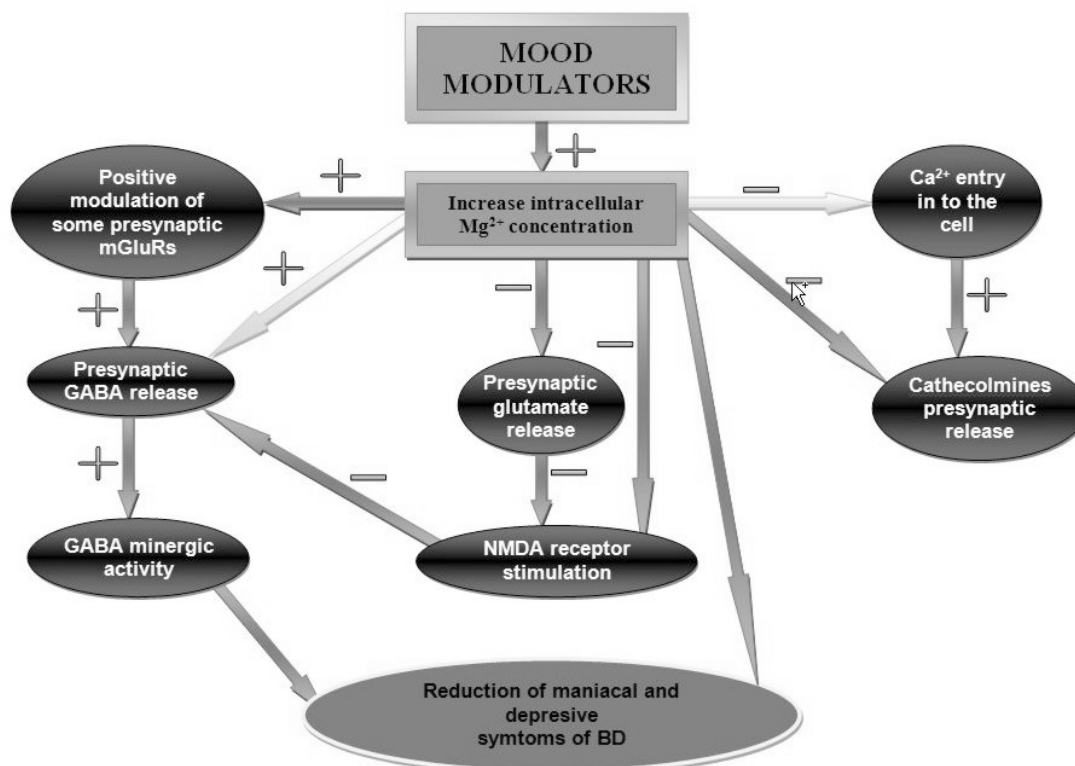 MOOD
MODULATORS
+
Positive
modulation of
some presynaptic
mGluRs
+
Increase intracellular
Mg²⁺ concentration
−
Ca²⁺ entry
in to the
cell
+
+
−
−
−
+
Presynaptic
GABA release
Presynaptic
glutamate
release
Cathecolmines
presynaptic
release
+
−
−
GABA minergic
activity
NMDA receptor
stimulation
Reduction of maniacal and
depresive
symtoms of BD